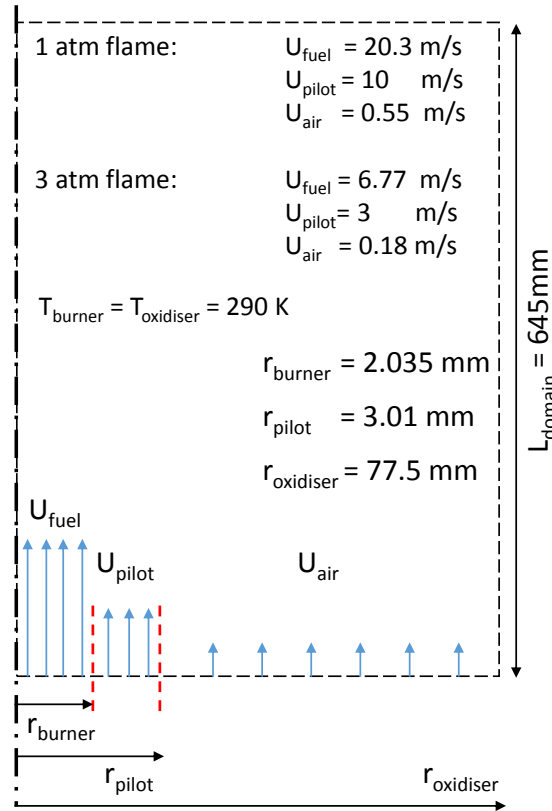 1 atm flame: U_fuel = 20.3 m/s
U_pilot = 10 m/s
U_air = 0.55 m/s
3 atm flame: U_fuel = 6.77 m/s
U_pilot = 3 m/s
U_air = 0.18 m/s
T_burner = T_oxidiser = 290 K
L_domain = 645mm
r_burner = 2.035 mm
r_pilot = 3.01 mm
r_oxidiser = 77.5 mm
U_fuel
U_pilot
U_air
r_burner
r_pilot
r_oxidiser